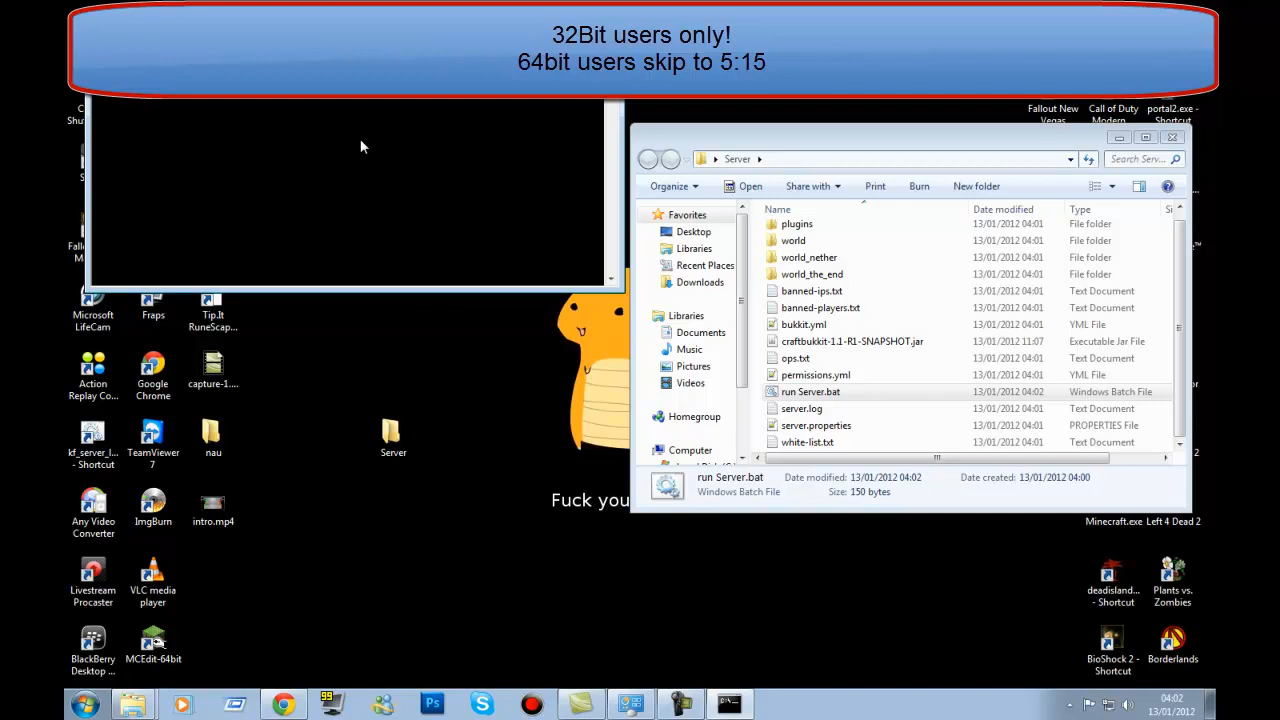 32Bit users only!
64bit users skip to 5:15
Fallout New
Vegas
Call of Duty
Modern
portal2.exe -
Shortcut
Server
Search Serv...
Organize
Open
Share with
Print
Burn
New folder
Favorites
Desktop
Libraries
Recent Places
Downloads
Libraries
Documents
Music
Pictures
Videos
Homegroup
Computer
Name Date modified Type
plugins 13/01/2012 04:01 File folder
world 13/01/2012 04:01 File folder
world_nether 13/01/2012 04:01 File folder
world_the_end 13/01/2012 04:01 File folder
banned-ips.txt 13/01/2012 04:01 Text Document
banned-players.txt 13/01/2012 04:01 Text Document
bukkit.yml 13/01/2012 04:01 YML File
craftbukkit-1.1-R1-SNAPSHOT.jar 13/01/2012 11:07 Executable Jar File
ops.txt 13/01/2012 04:01 Text Document
permissions.yml 13/01/2012 04:01 YML File
run Server.bat 13/01/2012 04:02 Windows Batch File
server.log 13/01/2012 04:01 Text Document
server.properties 13/01/2012 04:01 PROPERTIES File
white-list.txt 13/01/2012 04:01 Text Document
run Server.bat Date modified: 13/01/2012 04:02 Date created: 13/01/2012 04:00
Windows Batch File Size: 150 bytes
Microsoft
LifeCam
Fraps
Tip.It
RuneScap...
Action
Replay Co...
Google
Chrome
capture-1....
kf_server_l...
- Shortcut
TeamViewer
7
nau
Server
Fuck you
Any Video
Converter
ImgBurn
intro.mp4
Minecraft.exe
Left 4 Dead 2
Livestream
Procaster
VLC media
player
deadisland...
- Shortcut
Plants vs.
Zombies
BlackBerry
Desktop ...
MCEdit-64bit
BioShock 2 -
Shortcut
Borderlands
99
Ps
C:\
04:02
13/01/2012